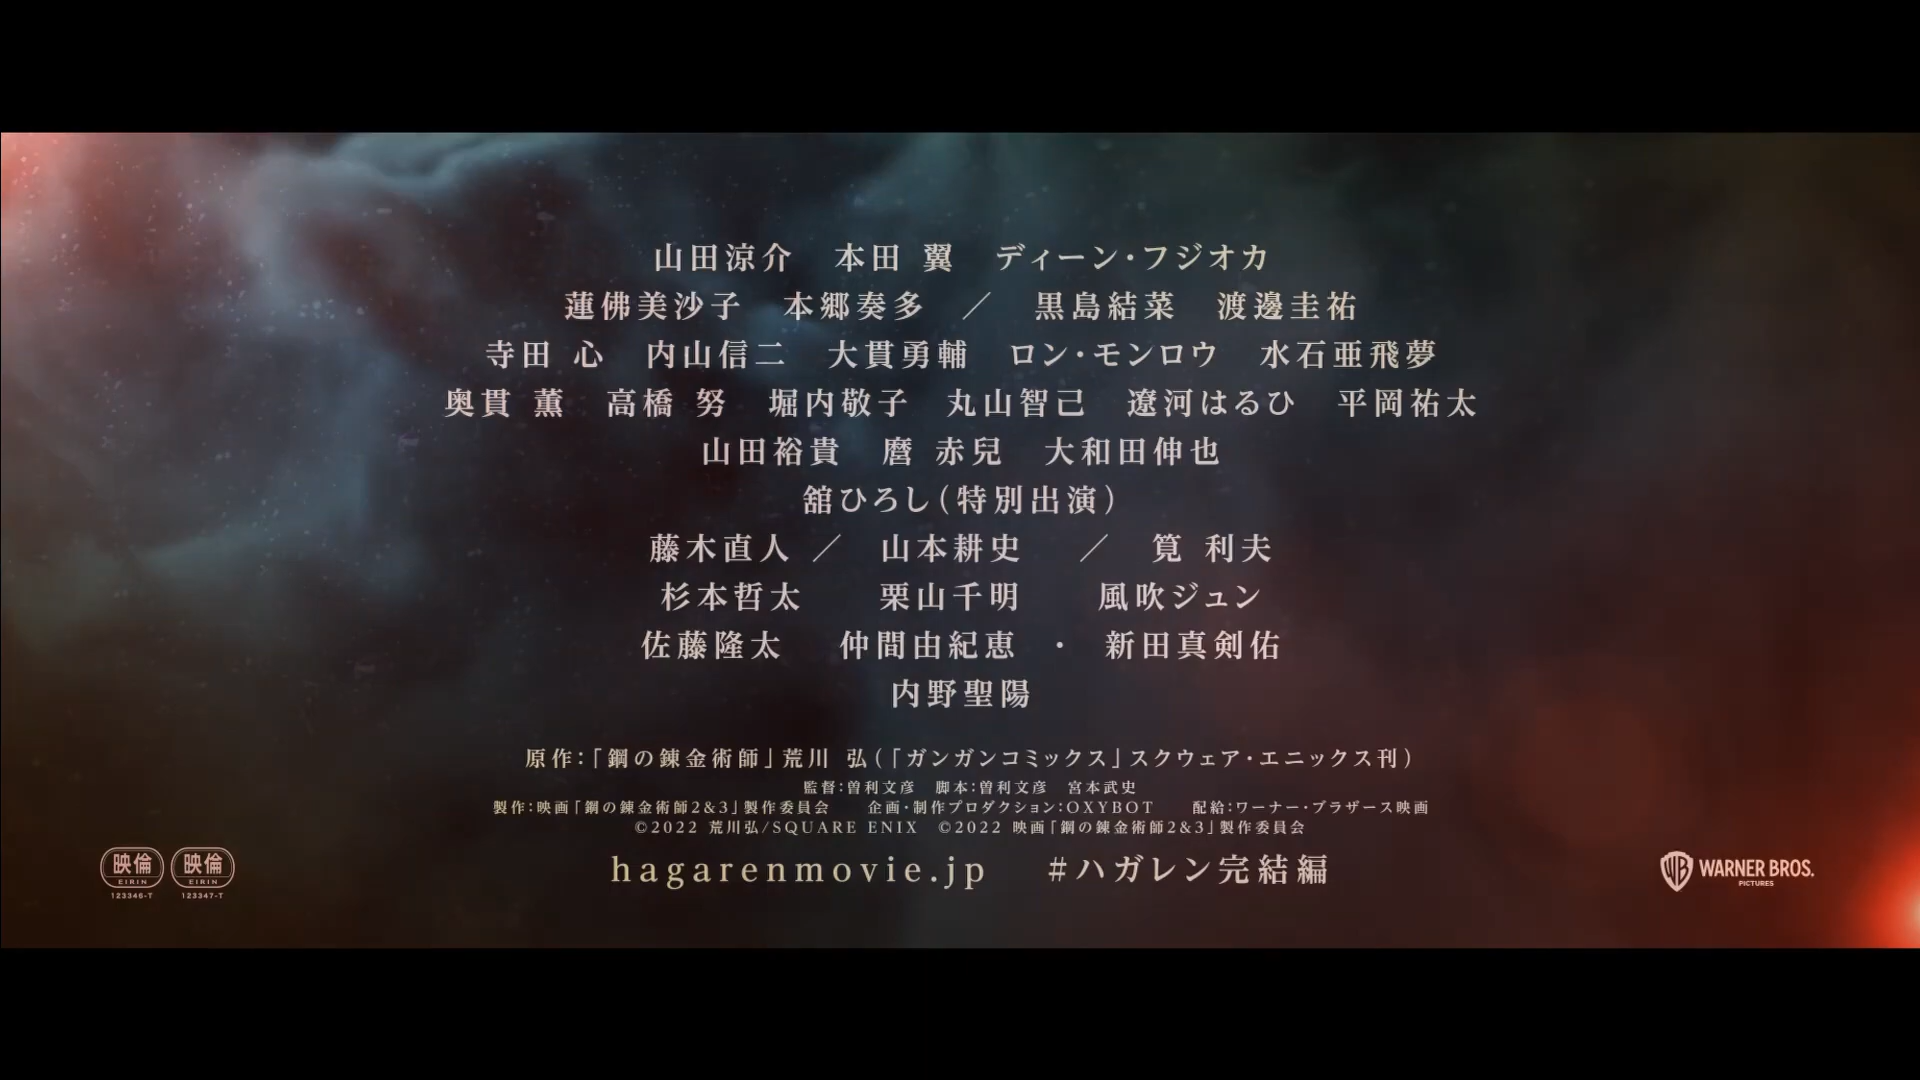 山田涼介　本田 翼　ディーン・フジオカ
蓮佛美沙子　本郷奏多　／　黒島結菜　渡邊圭祐
寺田 心　内山信二　大貫勇輔　ロン・モンロウ　水石亜飛夢
奥貫 薫　高橋 努　堀内敬子　丸山智己　遼河はるひ　平岡祐太
山田裕貴　麿 赤兒　大和田伸也
舘ひろし（特別出演）
藤木直人 ／　山本耕史　／　筧 利夫
杉本哲太　栗山千明　風吹ジュン
佐藤隆太　仲間由紀恵　・　新田真剣佑
内野聖陽
原作：「鋼の錬金術師」荒川 弘（「ガンガンコミックス」スクウェア・エニックス刊）
監督：曽利文彦　脚本：曽利文彦　宮本武史
製作：映画「鋼の錬金術師2&3」製作委員会　企画・制作プロダクション：OXYBOT　配給：ワーナー・ブラザース映画
©2022 荒川弘/SQUARE ENIX　©2022 映画「鋼の錬金術師2&3」製作委員会
hagarenmovie.jp　#ハガレン完結編
映倫 EIRIN 123346-T
映倫 EIRIN 123347-T
WB WARNER BROS. PICTURES